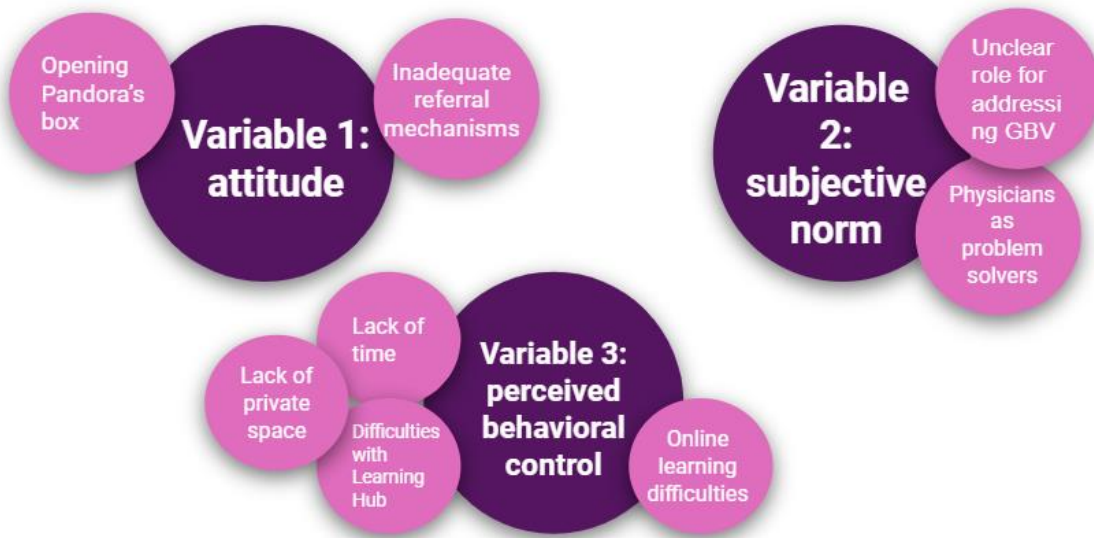 Opening
Pandora's
box
Variable 1:
attitude
Inadequate
referral
mechanisms
Variable
2:
subjective
norm
Unclear
role for
addressi
ng GBV
Physicians
as
problem
solvers
Lack of
time
Lack of
private
space
Difficulties
with
Learning
Hub
Variable 3:
perceived
behavioral
control
Online
learning
difficulties